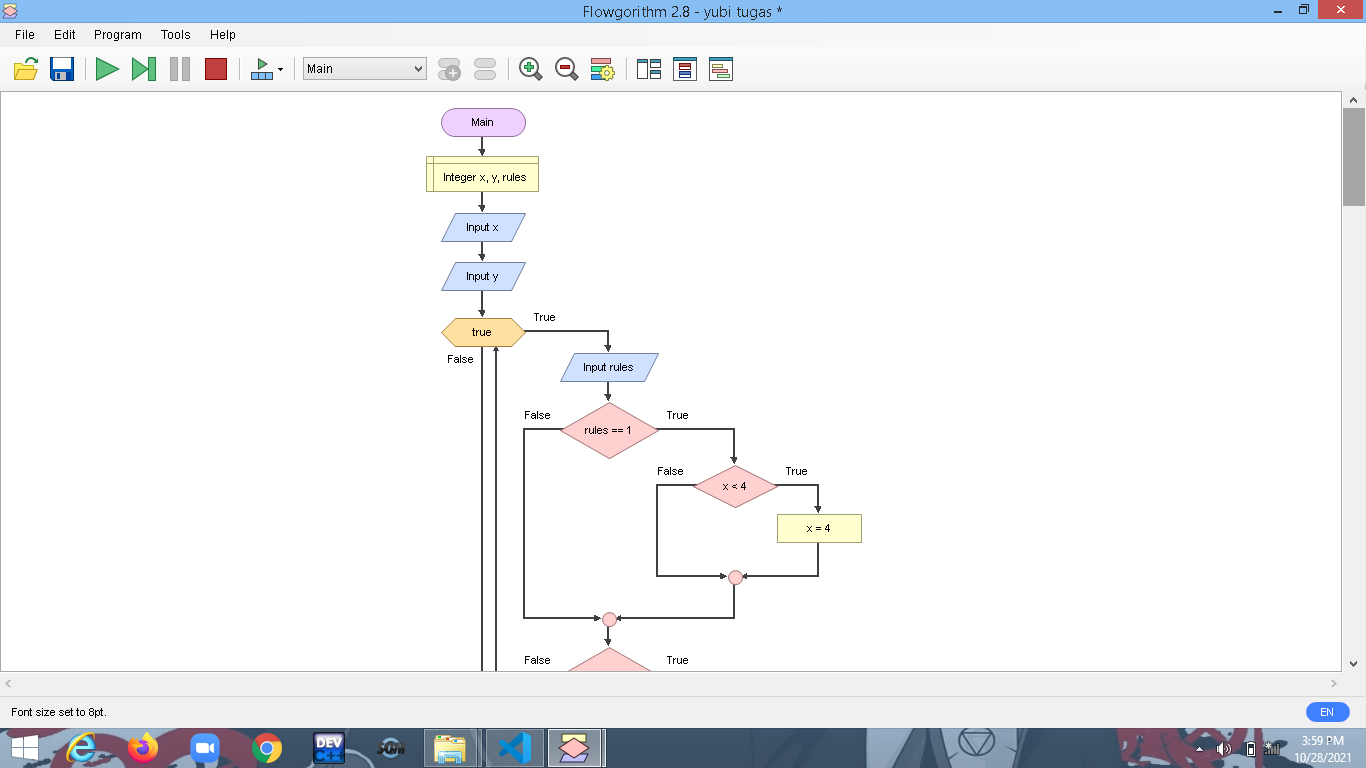 Flowgorithm 2.8 - yubi tugas *
File Edit Program Tools Help
Main
Main
Integer x, y, rules
Input x
Input y
true
True
False
Input rules
False
True
rules == 1
False
True
x < 4
x = 4
False
True
Font size set to 8pt.
EN
DEV
C++
3:59 PM
10/28/2021